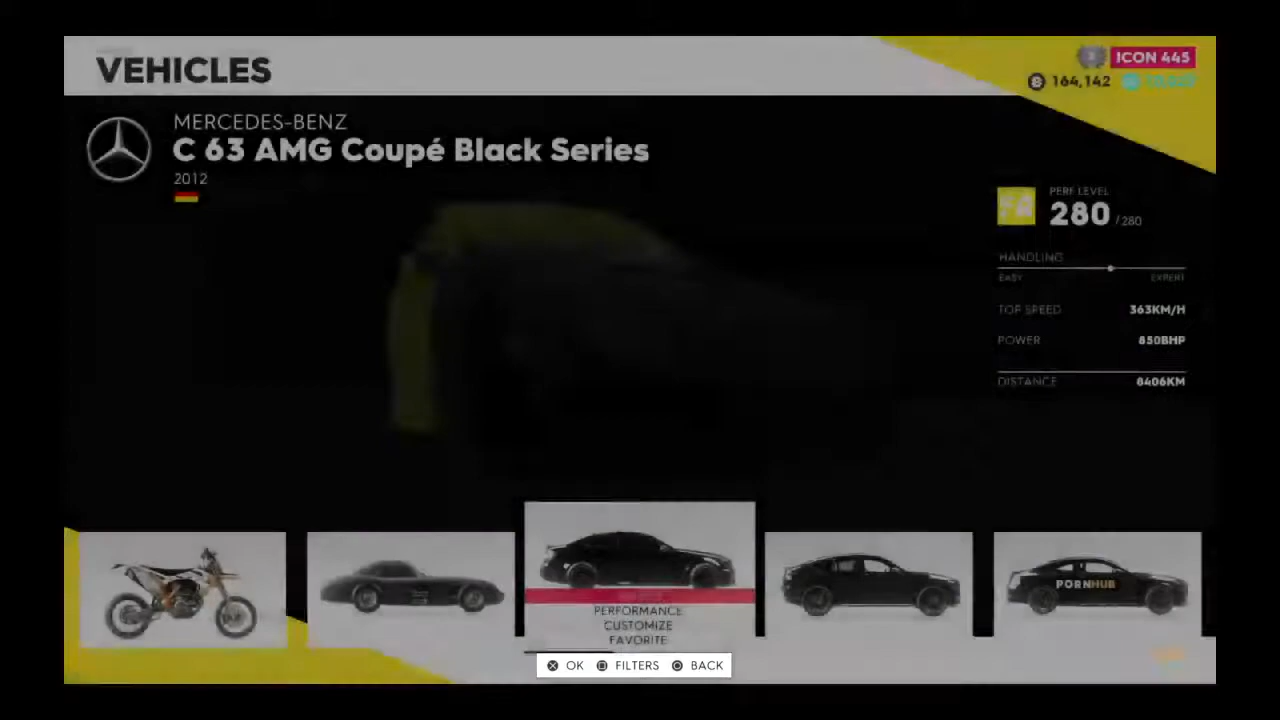 VEHICLES
ICON 445
164,142
MERCEDES-BENZ
C 63 AMG Coupé Black Series
2012
PERF LEVEL
280 / 280
HANDLING
EASY EXPERT
TOP SPEED 363KM/H
POWER 850BHP
DISTANCE 8406KM
PORNHUB
PERFORMANCE
CUSTOMIZE
FAVORITE
OK FILTERS BACK